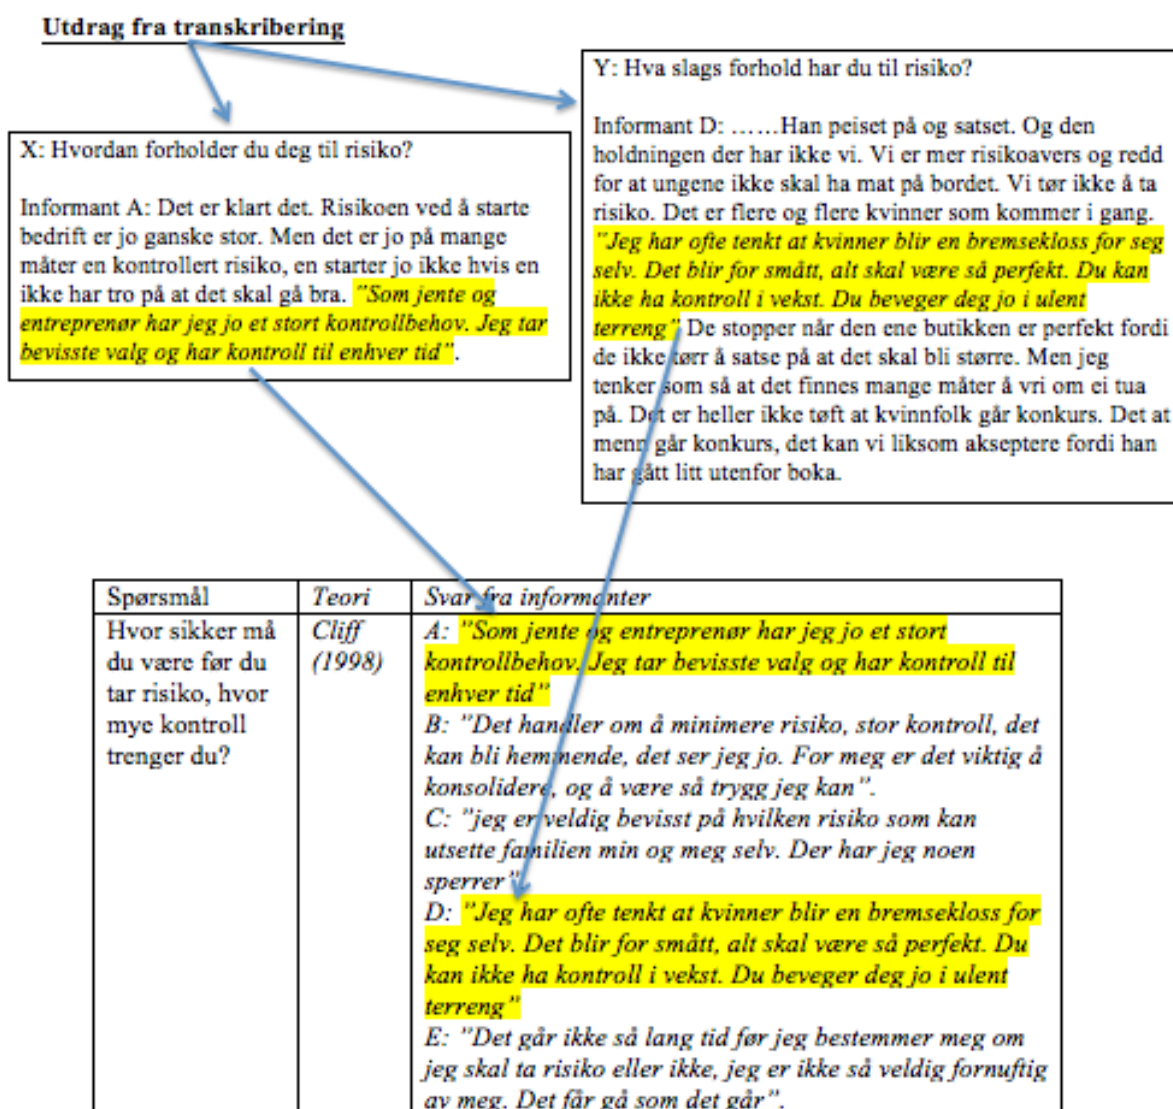 Utdrag fra transkribering
X: Hvordan forholder du deg til risiko?
Informant A: Det er klart det. Risikoen ved å starte
bedrift er jo ganske stor. Men det er jo på mange
måter en kontrollert risiko, en starter jo ikke hvis en
ikke har tro på at det skal gå bra. ”Som jente og
entreprenør har jeg jo et stort kontrollbehov. Jeg tar
bevisste valg og har kontroll til enhver tid”.
Y: Hva slags forhold har du til risiko?
Informant D: ……Han peiset på og satset. Og den
holdningen der har ikke vi. Vi er mer risikoavers og redd
for at ungene ikke skal ha mat på bordet. Vi tør ikke å ta
risiko. Det er flere og flere kvinner som kommer i gang.
”Jeg har ofte tenkt at kvinner blir en bremsekloss for seg
selv. Det blir for smått, alt skal være så perfekt. Du kan
ikke ha kontroll i vekst. Du beveger deg jo i ulent
terreng” De stopper når den ene butikken er perfekt fordi
de ikke tørr å satse på at det skal bli større. Men jeg
tenker som så at det finnes mange måter å vri om ei tua
på. Det er heller ikke tøft at kvinnfolk går konkurs. Det at
menn går konkurs, det kan vi liksom akseptere fordi han
har gått litt utenfor boka.
Spørsmål Teori Svar fra informanter
Hvor sikker må
du være før du
tar risiko, hvor
mye kontroll
trenger du?
Cliff
(1998)
A: ”Som jente og entreprenør har jeg jo et stort
kontrollbehov. Jeg tar bevisste valg og har kontroll til
enhver tid”
B: ”Det handler om å minimere risiko, stor kontroll, det
kan bli hemmende, det ser jeg jo. For meg er det viktig å
konsolidere, og å være så trygg jeg kan”.
C: ”jeg er veldig bevisst på hvilken risiko som kan
utsette familien min og meg selv. Der har jeg noen
sperrer”
D: ”Jeg har ofte tenkt at kvinner blir en bremsekloss for
seg selv. Det blir for smått, alt skal være så perfekt. Du
kan ikke ha kontroll i vekst. Du beveger deg jo i ulent
terreng”
E: ”Det går ikke så lang tid før jeg bestemmer meg om
jeg skal ta risiko eller ikke, jeg er ikke så veldig fornuftig
av meg. Det får gå som det går”.